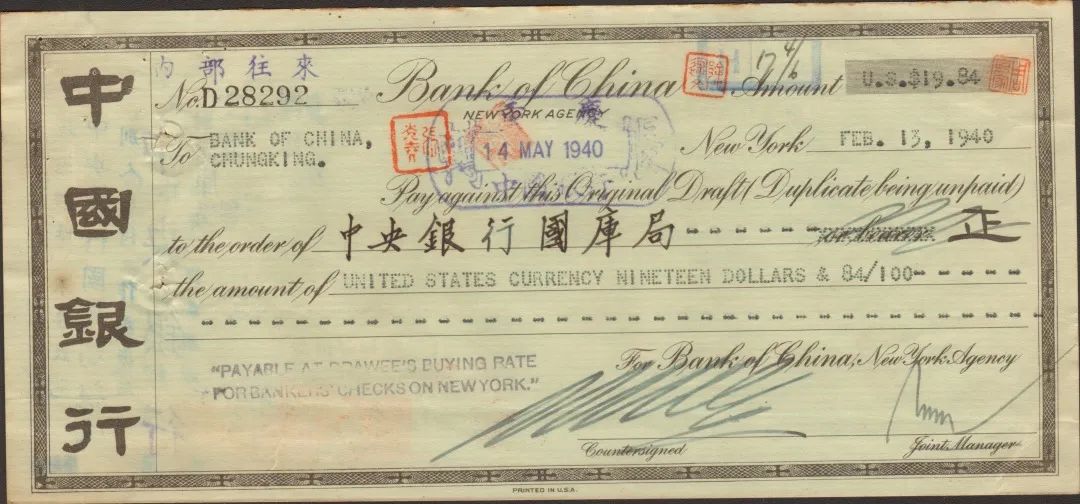 中國銀行
內部往來
No. D 28292
Bank of China
NEW YORK AGENCY
Amount U.S.$19.84
17 4/6
To BANK OF CHINA,
CHUNGKING.
14 MAY 1940
New York FEB. 13, 1940
Pay against this Original Draft (Duplicate being unpaid)
to the order of 中央銀行國庫局 正
the amount of UNITED STATES CURRENCY NINETEEN DOLLARS & 84/100
"PAYABLE AT DRAWEE'S BUYING RATE
FOR BANKERS' CHECKS ON NEW YORK."
For Bank of China, New York Agency
Countersigned
Joint Manager
PRINTED IN U.S.A.